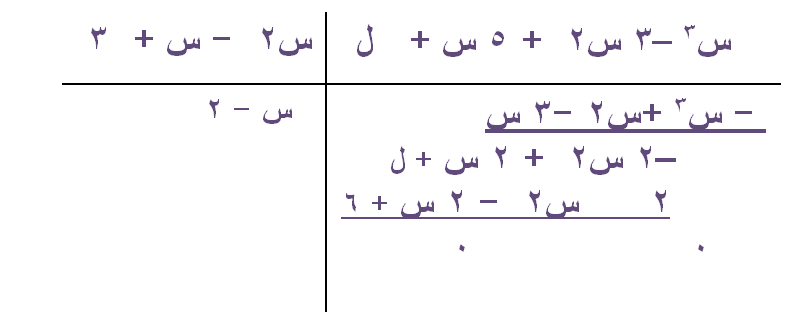 س٣ –٣ س٢ + ٥ س + ل س٢ – س + ٣
– س٣ +س٢ –٣ س س – ٢
–٢ س٢ + ٢ س + ل
٢ س٢ – ٢ س + ٦
٠ ٠